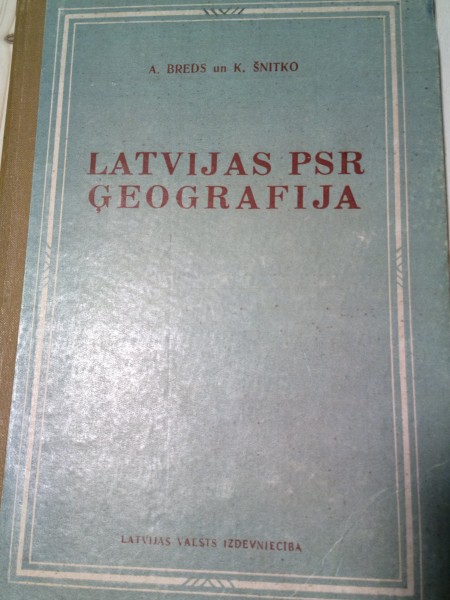 A. BREDS un K. ŠNITKO
LATVIJAS PSR
ĢEOGRAFIJA
LATVIJAS VALSTS IZDEVNIECĪBA